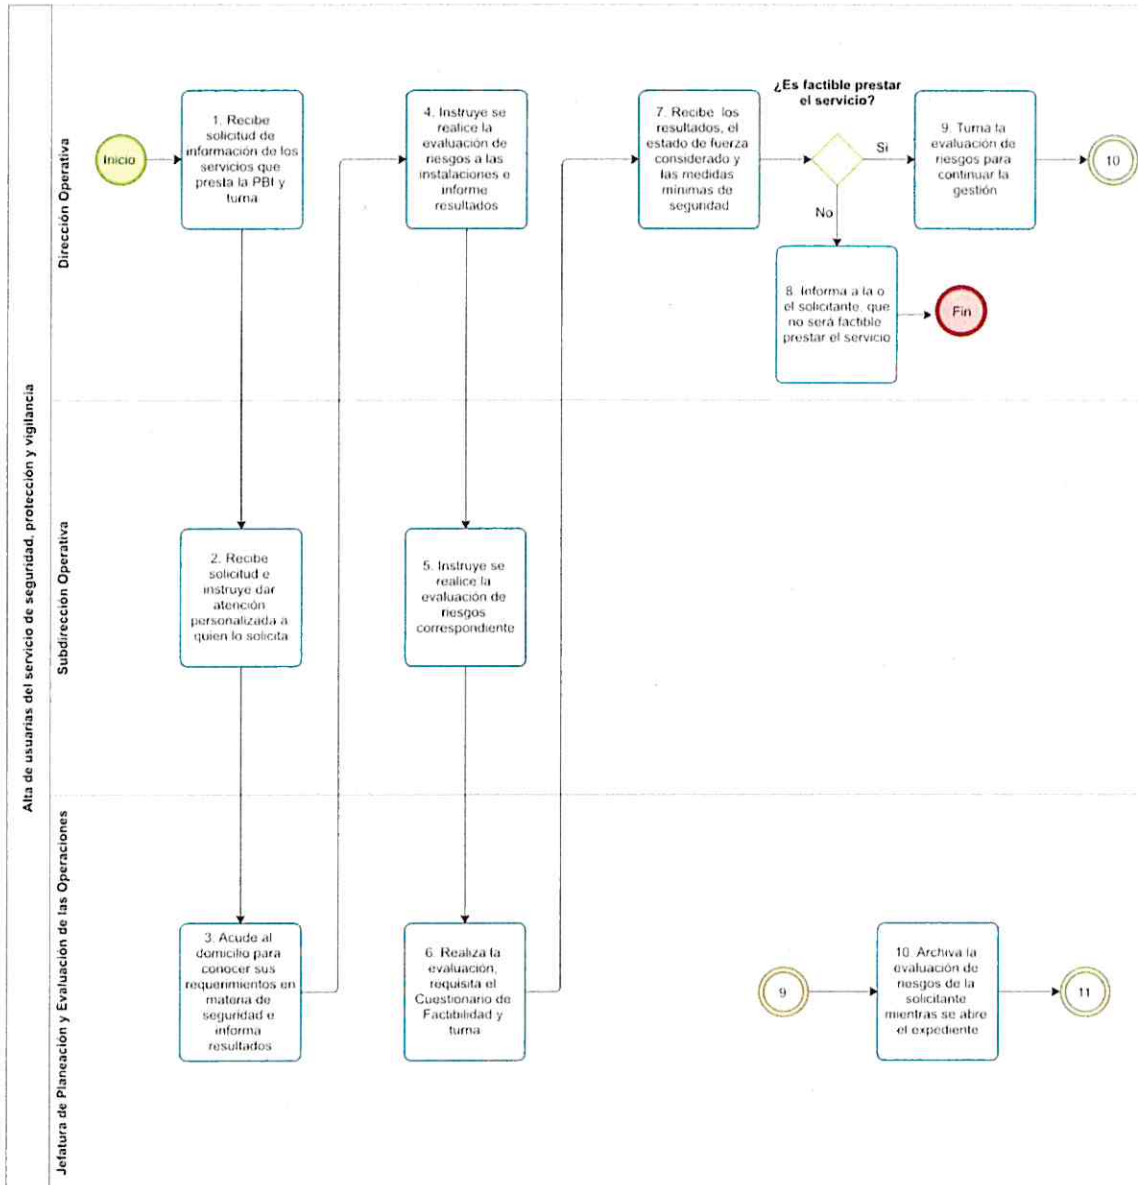 Alta de usuarias del servicio de seguridad, protección y vigilancia
Dirección Operativa
Inicio
1. Recibe
solicitud de
información de los
servicios que
presta la PBI y
turna
4. Instruye se
realice la
evaluación de
riesgos a las
instalaciones e
informe
resultados
7. Recibe los
resultados, el
estado de fuerza
considerado y
las medidas
mínimas de
seguridad
¿Es factible prestar
el servicio?
Si
No
9. Turna la
evaluación de
riesgos para
continuar la
gestión
10
8. Informa a la o
el solicitante, que
no será factible
prestar el servicio
Fin
Subdirección Operativa
2. Recibe
solicitud e
instruye dar
atención
personalizada a
quien lo solicita
5. Instruye se
realice la
evaluación de
riesgos
correspondiente
Jefatura de Planeación y Evaluación de las Operaciones
3. Acude al
domicilio para
conocer sus
requerimientos en
materia de
seguridad e
informa
resultados
6. Realiza la
evaluación,
requisita el
Cuestionario de
Factibilidad y
turna
9
10. Archiva la
evaluación de
riesgos de la
solicitante
mientras se abre
el expediente
11